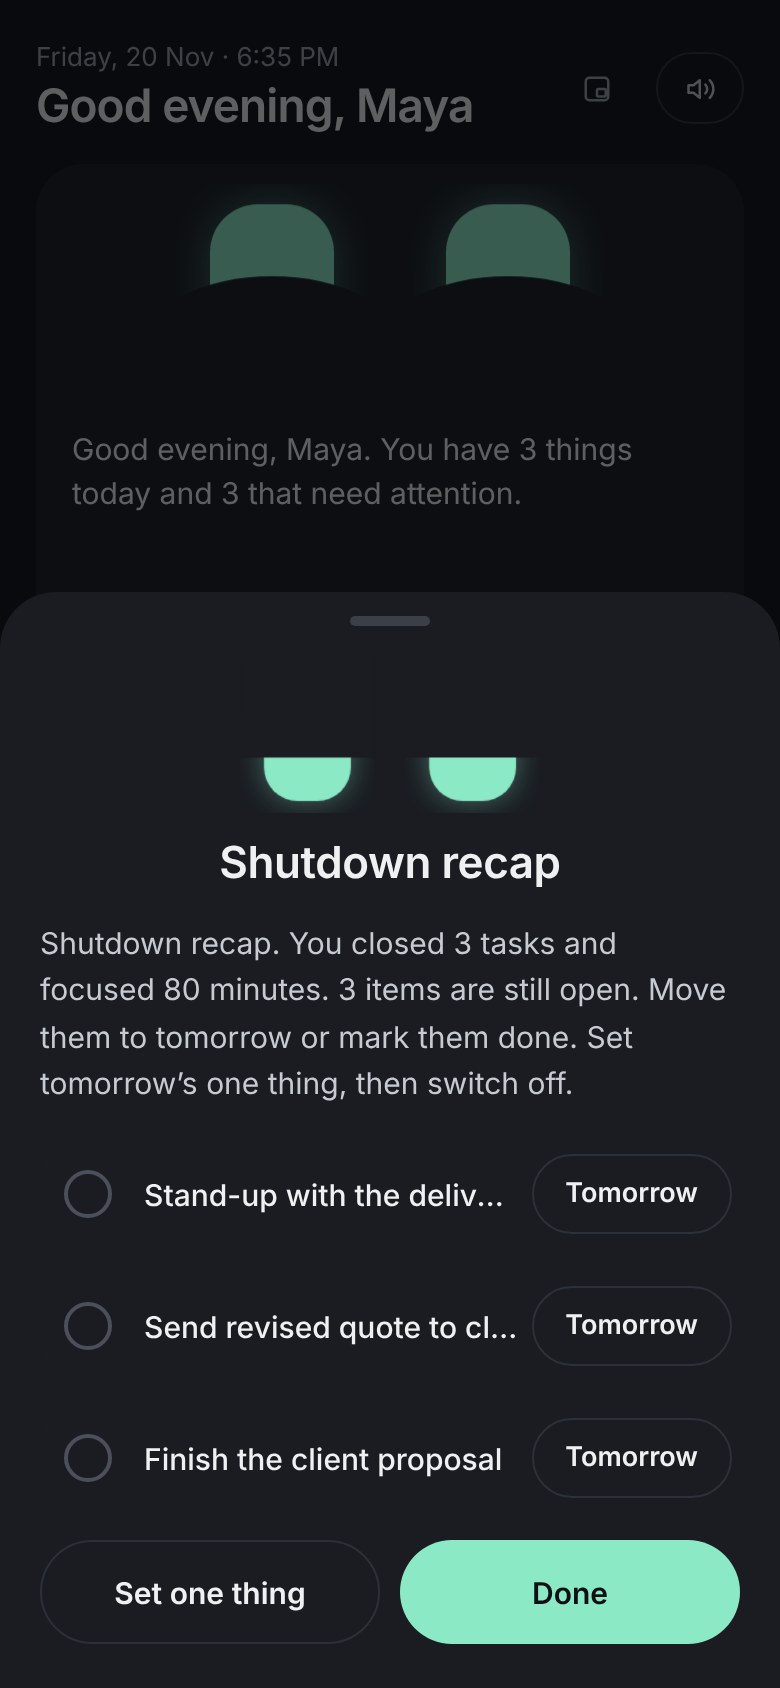 Friday, 20 Nov · 6:35 PM
Good evening, Maya
Good evening, Maya. You have 3 things
today and 3 that need attention.
Shutdown recap
Shutdown recap. You closed 3 tasks and
focused 80 minutes. 3 items are still open. Move
them to tomorrow or mark them done. Set
tomorrow’s one thing, then switch off.
Stand-up with the deliv... Tomorrow
Send revised quote to cl... Tomorrow
Finish the client proposal Tomorrow
Set one thing Done